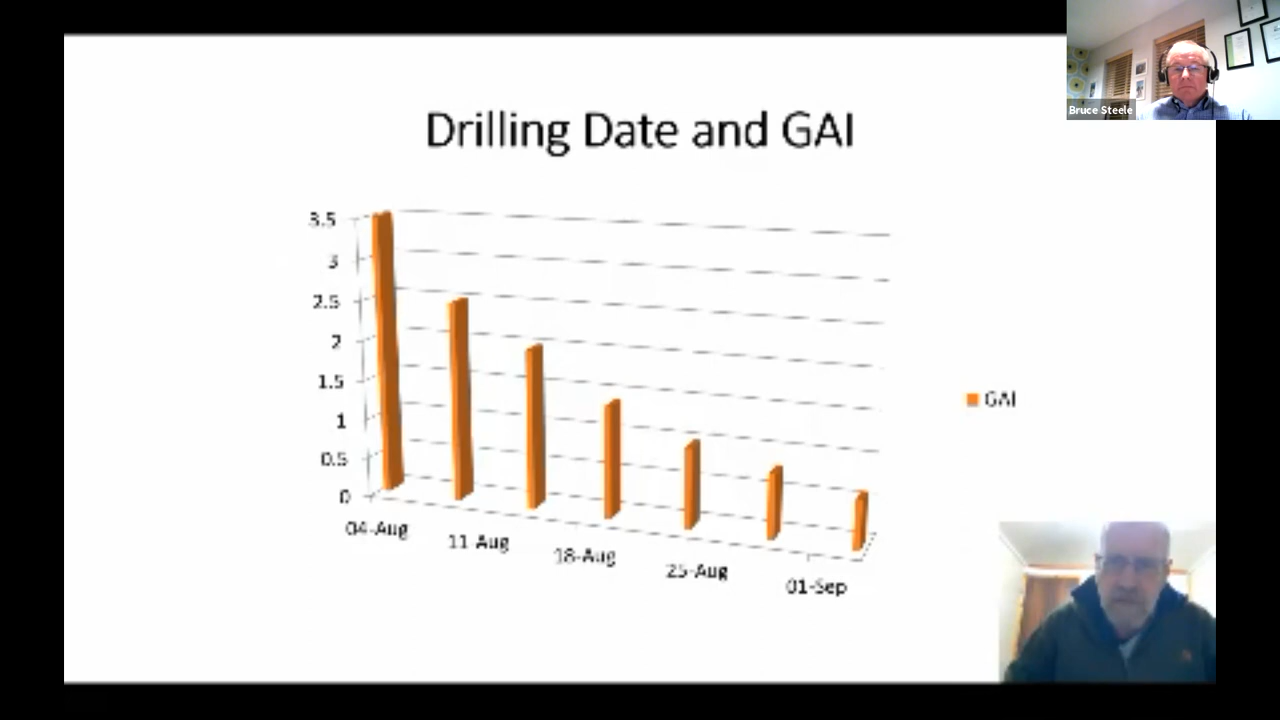 Bruce Steele
Drilling Date and GAI
3.5
3
2.5
2
1.5
1
0.5
0
04-Aug
11 Aug
18-Aug
25-Aug
01-Sep
GAI